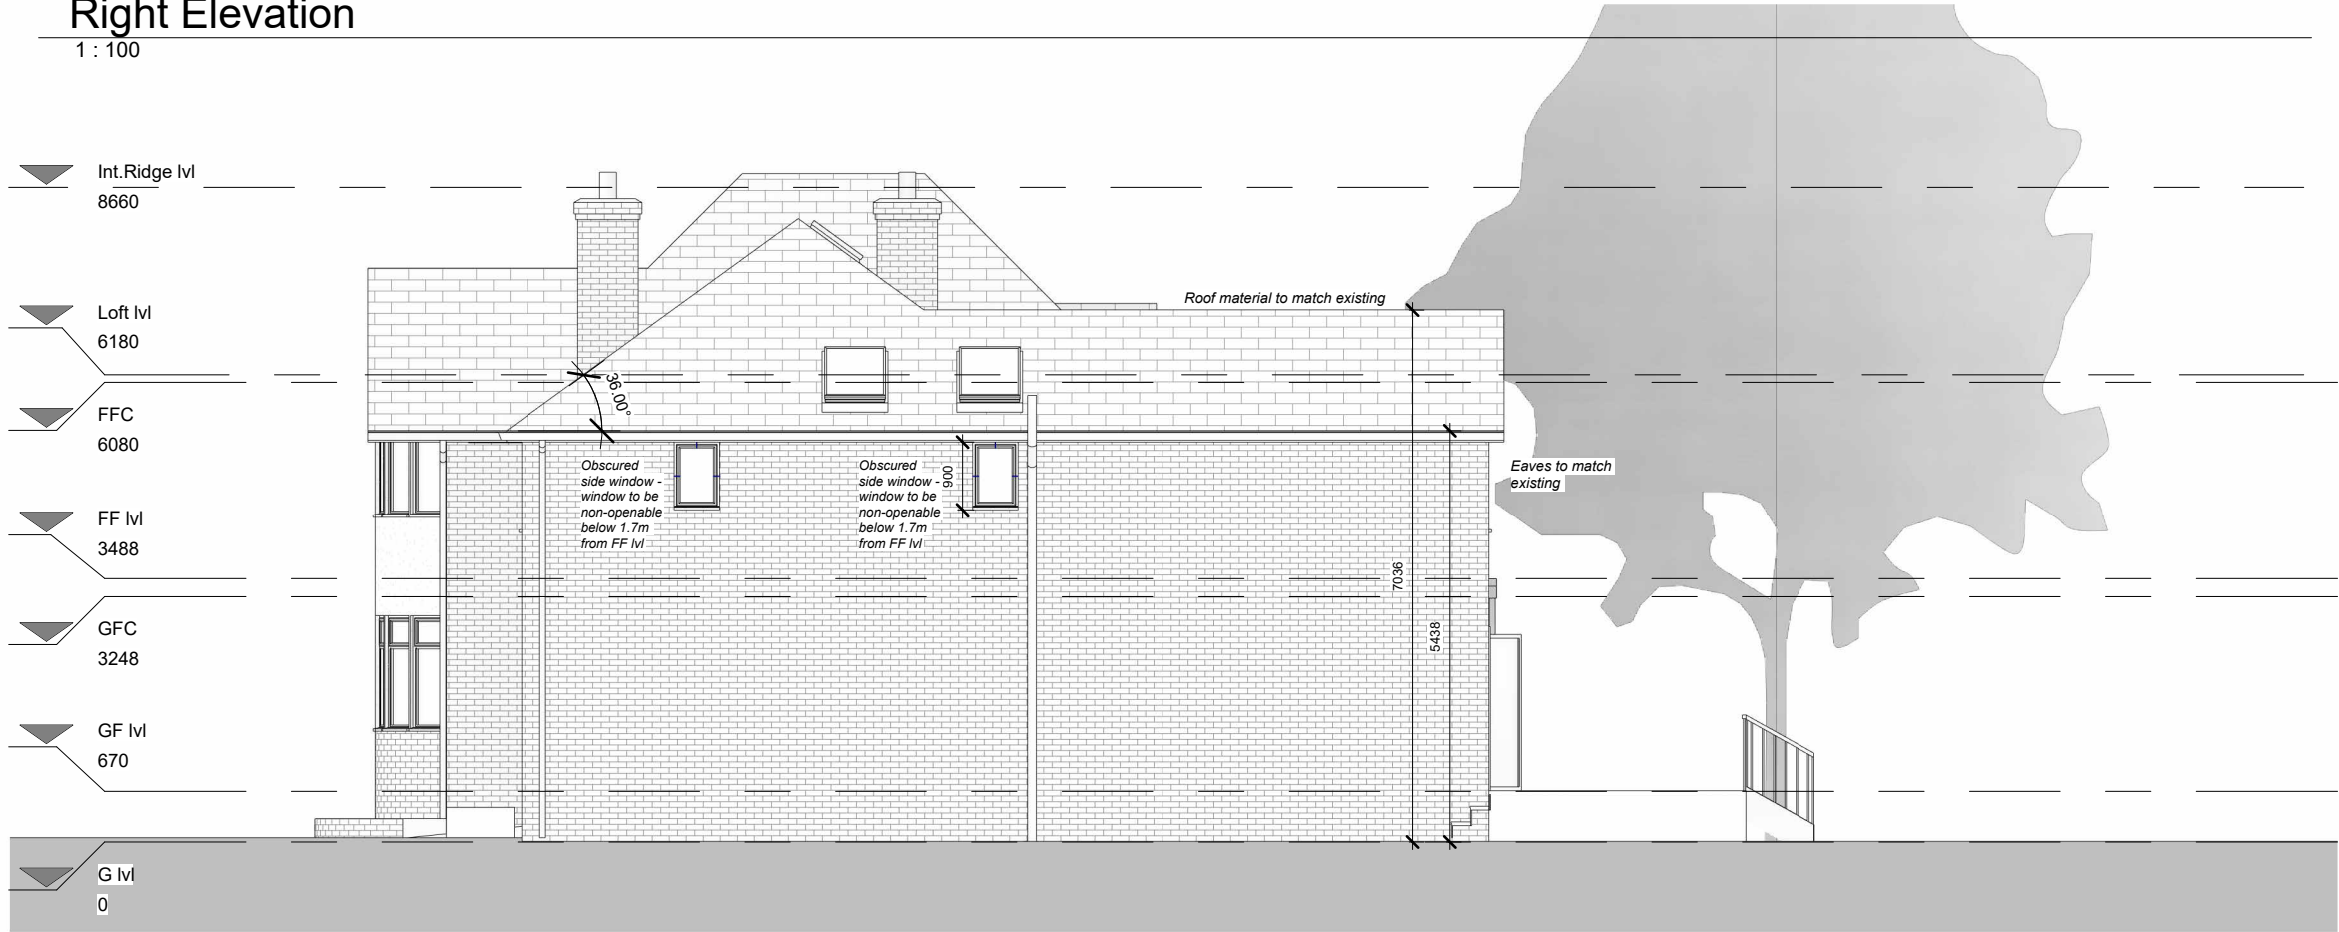 Right Elevation
1 : 100
Int.Ridge lvl
8660
Loft lvl
6180
FFC
6080
FF lvl
3488
GFC
3248
GF lvl
670
G lvl
0
Roof material to match existing
36.00°
Obscured
side window -
window to be
non-openable
below 1.7m
from FF lvl
Obscured
side window -
window to be
non-openable
below 1.7m
from FF lvl
900
Eaves to match
existing
7036
5438